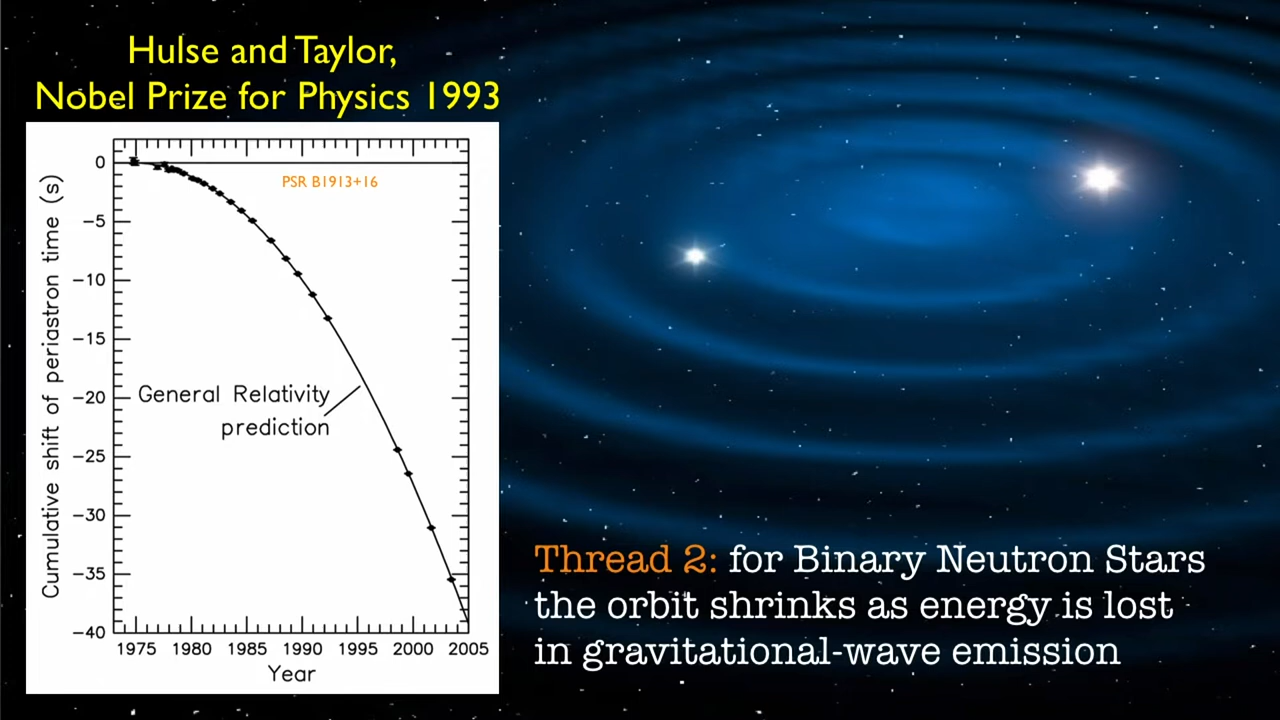 Hulse and Taylor,
Nobel Prize for Physics 1993
PSR B1913+16
Cumulative shift of periastron time (s)
0
−5
−10
−15
−20
−25
−30
−35
−40
General Relativity
prediction
1975 1980 1985 1990 1995 2000 2005
Year
Thread 2: for Binary Neutron Stars
the orbit shrinks as energy is lost
in gravitational-wave emission